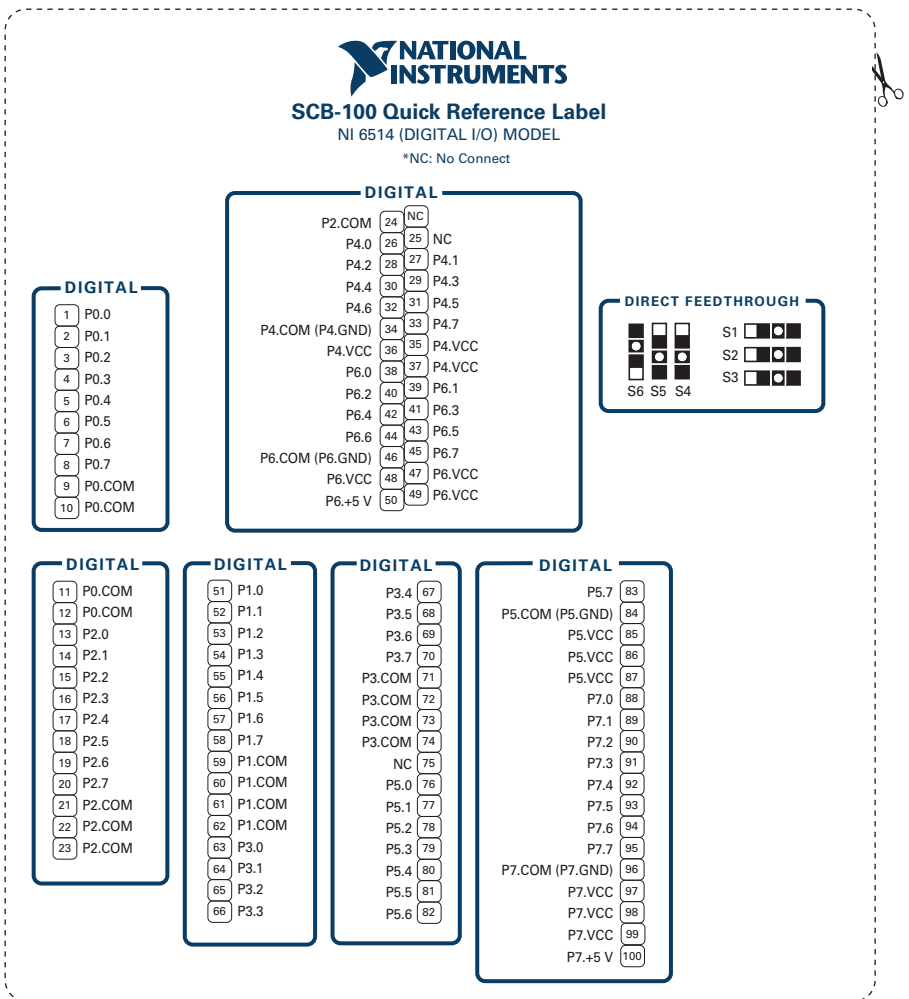 NATIONAL
INSTRUMENTS
SCB-100 Quick Reference Label
NI 6514 (DIGITAL I/O) MODEL
*NC: No Connect
DIGITAL
NC
P2.COM 24
25 NC
P4.0 26
27 P4.1
P4.2 28
29 P4.3
P4.4 30
31 P4.5
P4.6 32
33 P4.7
P4.COM (P4.GND) 34
35 P4.VCC
P4.VCC 36
37 P4.VCC
P6.0 38
39 P6.1
P6.2 40
41 P6.3
P6.4 42
43 P6.5
P6.6 44
45 P6.7
P6.COM (P6.GND) 46
47 P6.VCC
P6.VCC 48
49 P6.VCC
P6.+5 V 50
DIGITAL
1 P0.0
2 P0.1
3 P0.2
4 P0.3
5 P0.4
6 P0.5
7 P0.6
8 P0.7
9 P0.COM
10 P0.COM
DIRECT FEEDTHROUGH
S1
S2
S3
S6 S5 S4
DIGITAL
11 P0.COM
12 P0.COM
13 P2.0
14 P2.1
15 P2.2
16 P2.3
17 P2.4
18 P2.5
19 P2.6
20 P2.7
21 P2.COM
22 P2.COM
23 P2.COM
DIGITAL
51 P1.0
52 P1.1
53 P1.2
54 P1.3
55 P1.4
56 P1.5
57 P1.6
58 P1.7
59 P1.COM
60 P1.COM
61 P1.COM
62 P1.COM
63 P3.0
64 P3.1
65 P3.2
66 P3.3
DIGITAL
P3.4 67
P3.5 68
P3.6 69
P3.7 70
P3.COM 71
P3.COM 72
P3.COM 73
P3.COM 74
NC 75
P5.0 76
P5.1 77
P5.2 78
P5.3 79
P5.4 80
P5.5 81
P5.6 82
DIGITAL
P5.7 83
P5.COM (P5.GND) 84
P5.VCC 85
P5.VCC 86
P5.VCC 87
P7.0 88
P7.1 89
P7.2 90
P7.3 91
P7.4 92
P7.5 93
P7.6 94
P7.7 95
P7.COM (P7.GND) 96
P7.VCC 97
P7.VCC 98
P7.VCC 99
P7.+5 V 100